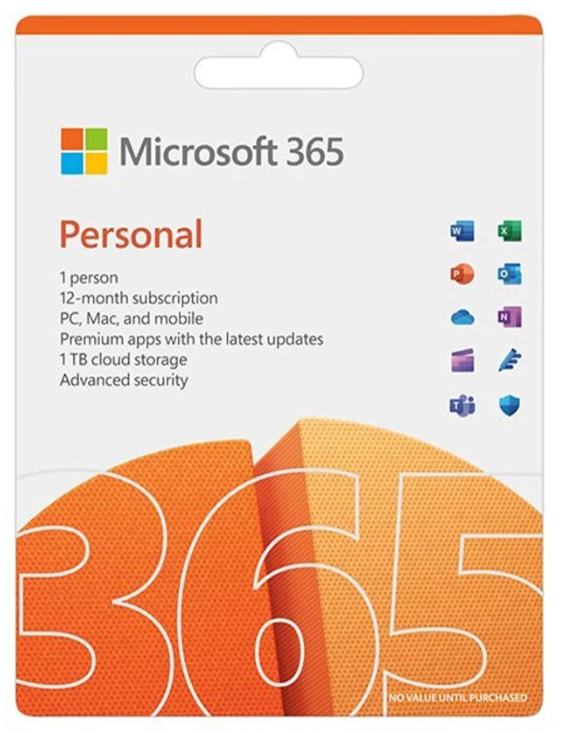 Microsoft 365
Personal
1 person
12-month subscription
PC, Mac, and mobile
Premium apps with the latest updates
1 TB cloud storage
Advanced security
W X
P O
N
T
365
NO VALUE UNTIL PURCHASED